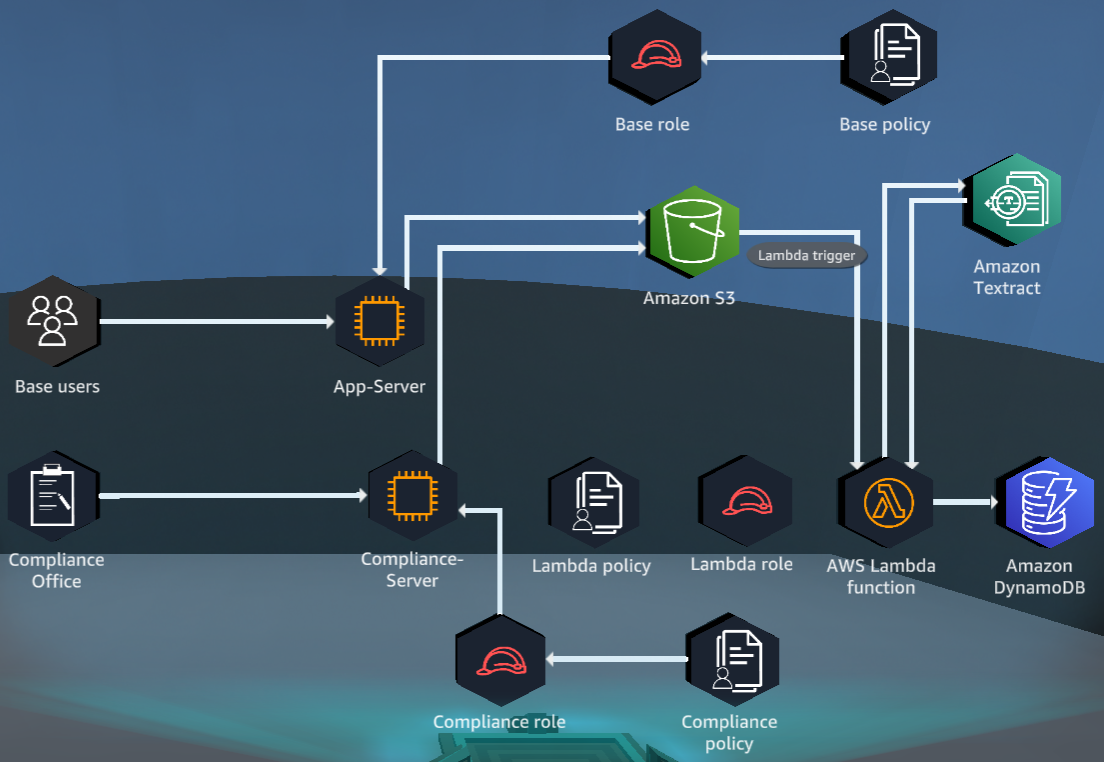 Base role
Base policy
Amazon S3
Lambda trigger
Amazon
Textract
Base users
App-Server
Compliance
Office
Compliance-
Server
Lambda policy
Lambda role
AWS Lambda
function
Amazon
DynamoDB
Compliance role
Compliance
policy